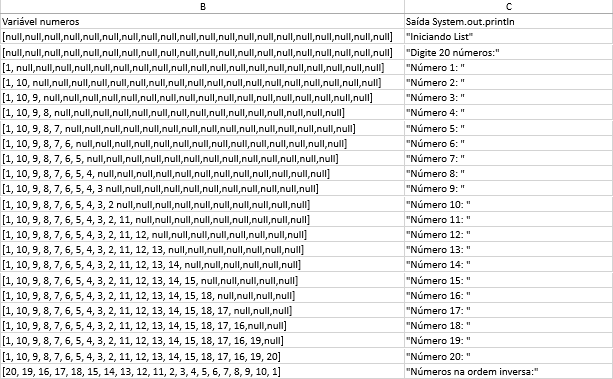 B C
Variável numeros Saída System.out.println
[null,null,null,null,null,null,null,null,null,null,null,null,null,null,null,null,null,null,null,null] "Iniciando List"
[null,null,null,null,null,null,null,null,null,null,null,null,null,null,null,null,null,null,null,null] "Digite 20 números:"
[1, null,null,null,null,null,null,null,null,null,null,null,null,null,null,null,null,null,null,null] "Número 1: "
[1, 10, null,null,null,null,null,null,null,null,null,null,null,null,null,null,null,null,null,null] "Número 2: "
[1, 10, 9, null,null,null,null,null,null,null,null,null,null,null,null,null,null,null,null,null] "Número 3: "
[1, 10, 9, 8, null,null,null,null,null,null,null,null,null,null,null,null,null,null,null] "Número 4: "
[1, 10, 9, 8, 7, null,null,null,null,null,null,null,null,null,null,null,null,null,null,null] "Número 5: "
[1, 10, 9, 8, 7, 6, null,null,null,null,null,null,null,null,null,null,null,null,null,null] "Número 6: "
[1, 10, 9, 8, 7, 6, 5, null,null,null,null,null,null,null,null,null,null,null,null,null] "Número 7: "
[1, 10, 9, 8, 7, 6, 5, 4, null,null,null,null,null,null,null,null,null,null,null,null] "Número 8: "
[1, 10, 9, 8, 7, 6, 5, 4, 3 null,null,null,null,null,null,null,null,null,null,null] "Número 9: "
[1, 10, 9, 8, 7, 6, 5, 4, 3, 2 null,null,null,null,null,null,null,null,null,null] "Número 10: "
[1, 10, 9, 8, 7, 6, 5, 4, 3, 2, 11, null,null,null,null,null,null,null,null,null] "Número 11: "
[1, 10, 9, 8, 7, 6, 5, 4, 3, 2, 11, 12, null,null,null,null,null,null,null,null] "Número 12: "
[1, 10, 9, 8, 7, 6, 5, 4, 3, 2, 11, 12, 13, null,null,null,null,null,null,null] "Número 13: "
[1, 10, 9, 8, 7, 6, 5, 4, 3, 2, 11, 12, 13, 14, null,null,null,null,null,null] "Número 14: "
[1, 10, 9, 8, 7, 6, 5, 4, 3, 2, 11, 12, 13, 14, 15, null,null,null,null,null] "Número 15: "
[1, 10, 9, 8, 7, 6, 5, 4, 3, 2, 11, 12, 13, 14, 15, 18, null,null,null,null] "Número 16: "
[1, 10, 9, 8, 7, 6, 5, 4, 3, 2, 11, 12, 13, 14, 15, 18, 17, null,null,null] "Número 17: "
[1, 10, 9, 8, 7, 6, 5, 4, 3, 2, 11, 12, 13, 14, 15, 18, 17, 16,null,null] "Número 18: "
[1, 10, 9, 8, 7, 6, 5, 4, 3, 2, 11, 12, 13, 14, 15, 18, 17, 16, 19,null] "Número 19: "
[1, 10, 9, 8, 7, 6, 5, 4, 3, 2, 11, 12, 13, 14, 15, 18, 17, 16, 19, 20] "Número 20: "
[20, 19, 16, 17, 18, 15, 14, 13, 12, 11, 2, 3, 4, 5, 6, 7, 8, 9, 10, 1] "Números na ordem inversa:"